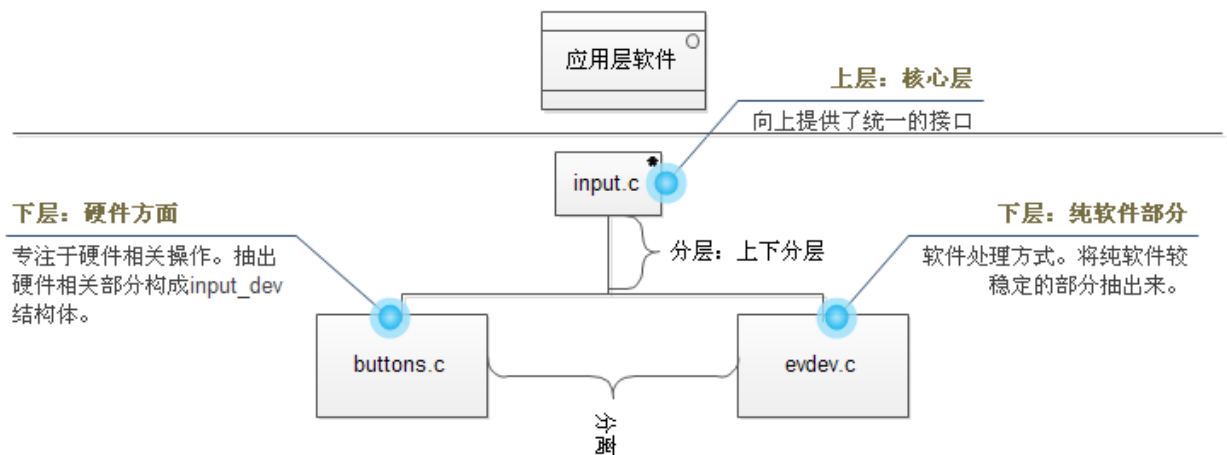 应用层软件
上层：核心层
向上提供了统一的接口
input.c
下层：硬件方面
专注于硬件相关操作。抽出
硬件相关部分构成input_dev
结构体。
分层：上下分层
下层：纯软件部分
软件处理方式。将纯软件较
稳定的部分抽出来。
buttons.c
evdev.c
分离